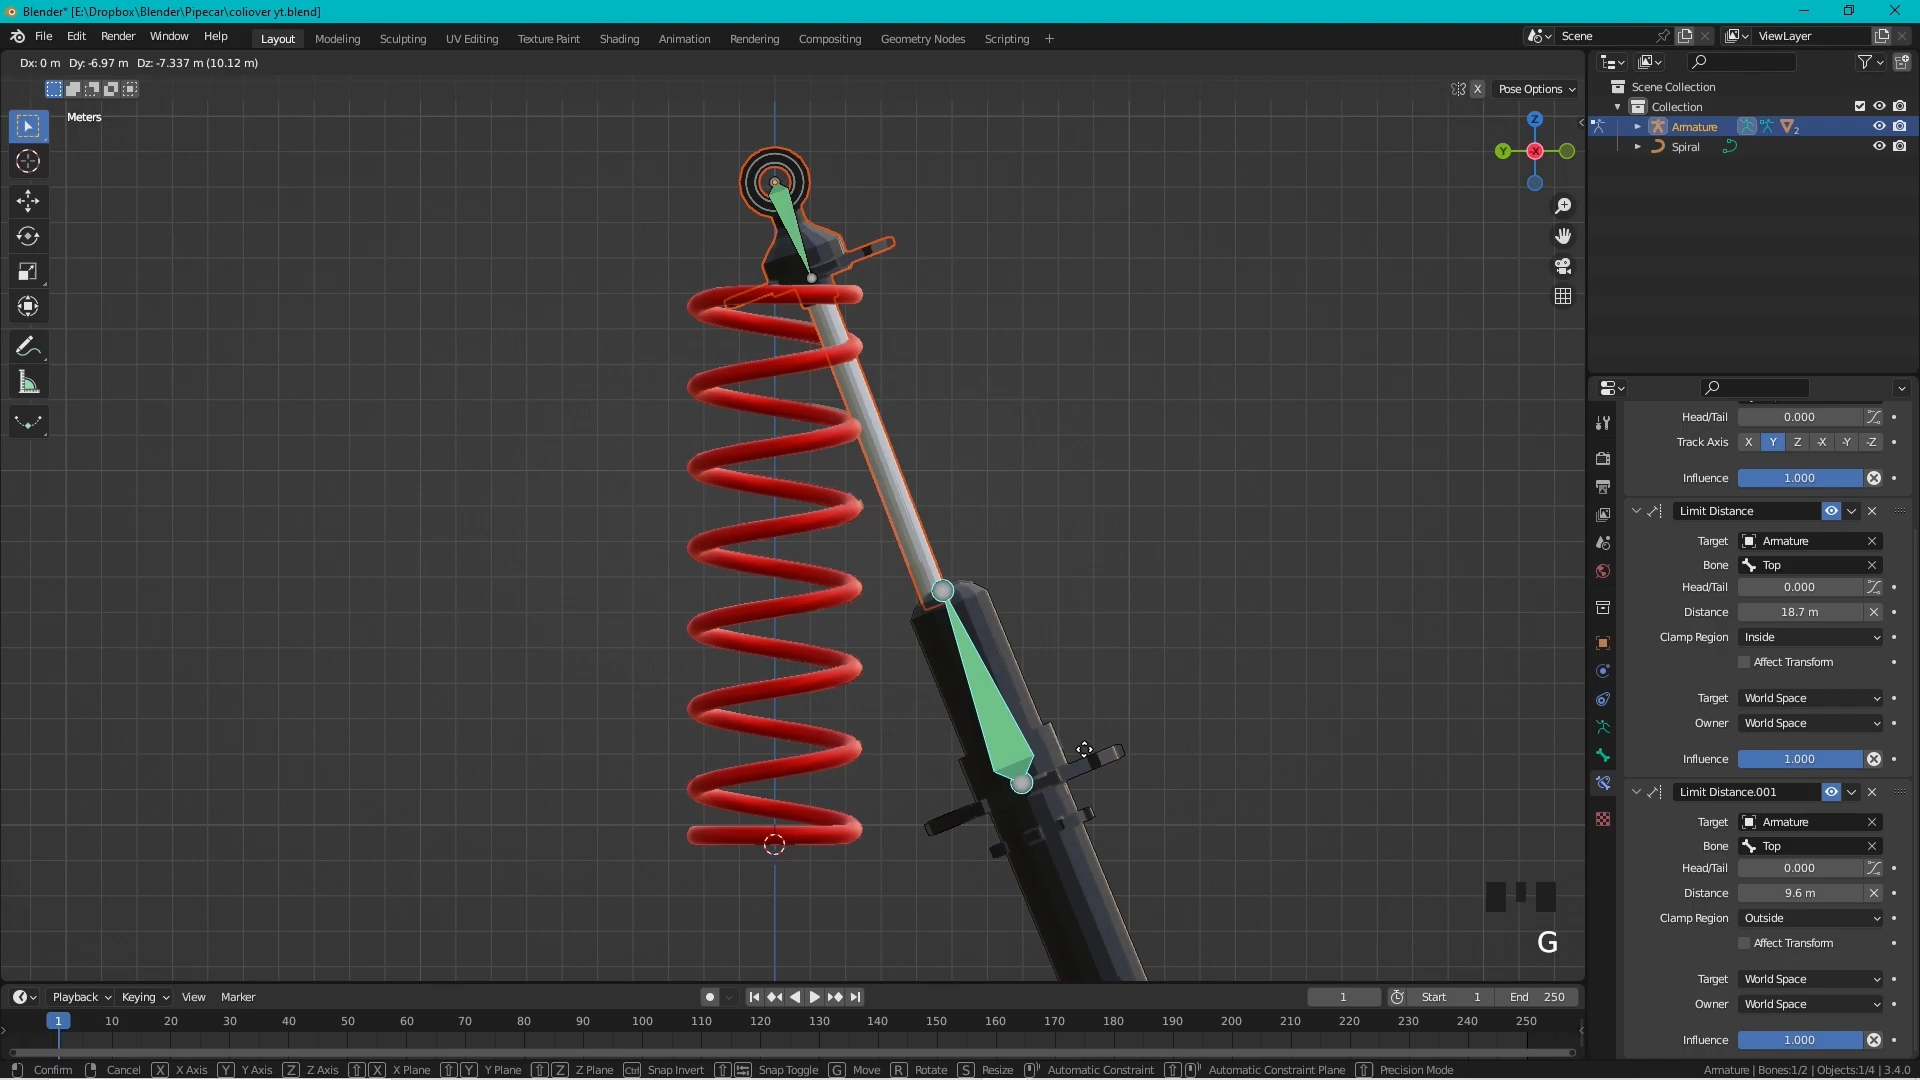 Blender* [E:\Dropbox\Blender\Pipecar\coliover yt.blend]
File Edit Render Window Help Layout Modeling Sculpting UV Editing Texture Paint Shading Animation Rendering Compositing Geometry Nodes Scripting + Scene ViewLayer
Dx: 0 m Dy: -6.97 m Dz: -7.337 m (10.12 m)
X Pose Options
Meters
Z
Y
-X
Scene Collection
Collection
Armature 2
Spiral
Head/Tail 0.000
Track Axis X Y Z -X -Y -Z
Influence 1.000
Limit Distance
Target Armature
Bone Top
Head/Tail 0.000
Distance 18.7 m
Clamp Region Inside
Affect Transform
Target World Space
Owner World Space
Influence 1.000
Limit Distance.001
Target Armature
Bone Top
Head/Tail 0.000
Distance 9.6 m
Clamp Region Outside
Affect Transform
Target World Space
Owner World Space
Influence 1.000
G
Playback Keying View Marker 1 Start 1 End 250
1 10 20 30 40 50 60 70 80 90 100 110 120 130 140 150 160 170 180 190 200 210 220 230 240 250
Confirm Cancel X X Axis Y Y Axis Z Z Axis X X Plane Y Y Plane Z Z Plane Ctrl Snap Invert Snap Toggle G Move R Rotate S Resize Automatic Constraint Automatic Constraint Plane Precision Mode Armature | Bones:1/2 | Objects:1/4 | 3.4.0